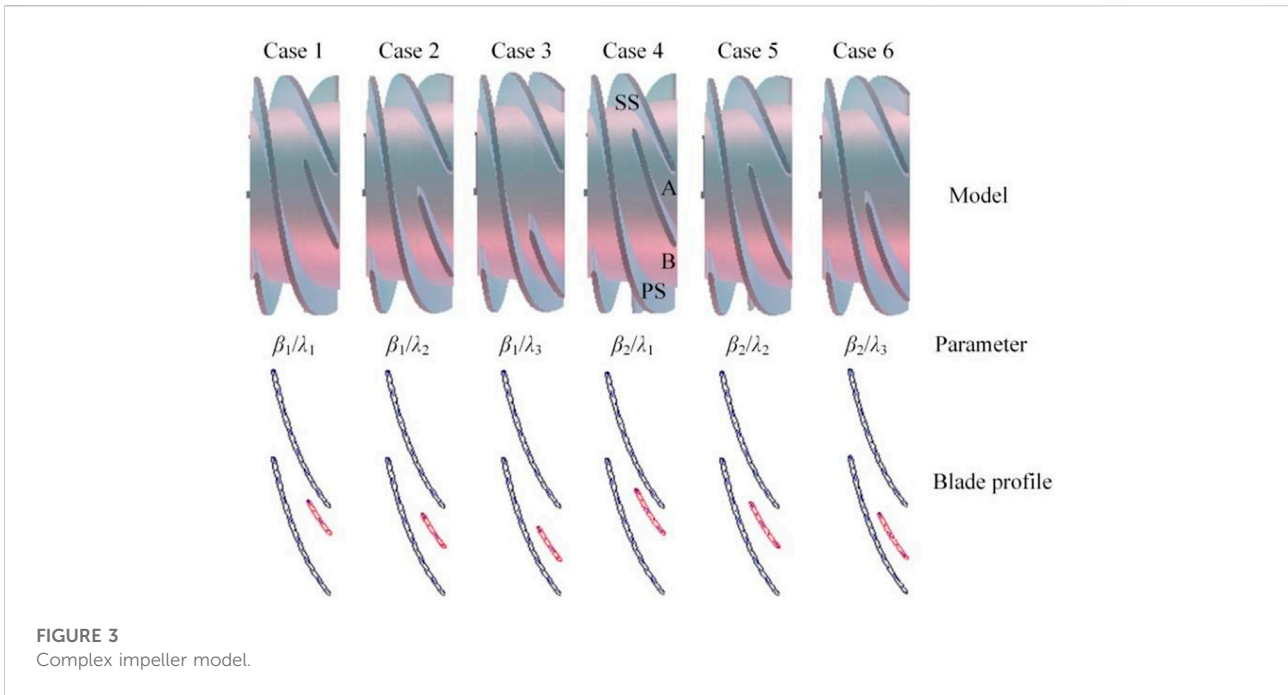 Case 1 Case 2 Case 3 Case 4 Case 5 Case 6
SS
A
B
PS
Model
β₁/λ₁ β₁/λ₂ β₁/λ₃ β₂/λ₁ β₂/λ₂ β₂/λ₃ Parameter
Blade profile
FIGURE 3
Complex impeller model.